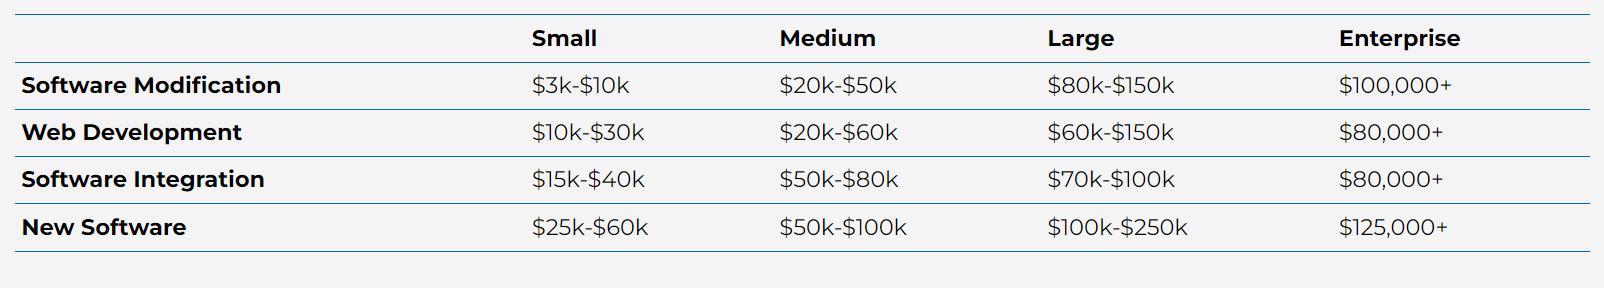 Small Medium Large Enterprise
Software Modification $3k-$10k $20k-$50k $80k-$150k $100,000+
Web Development $10k-$30k $20k-$60k $60k-$150k $80,000+
Software Integration $15k-$40k $50k-$80k $70k-$100k $80,000+
New Software $25k-$60k $50k-$100k $100k-$250k $125,000+